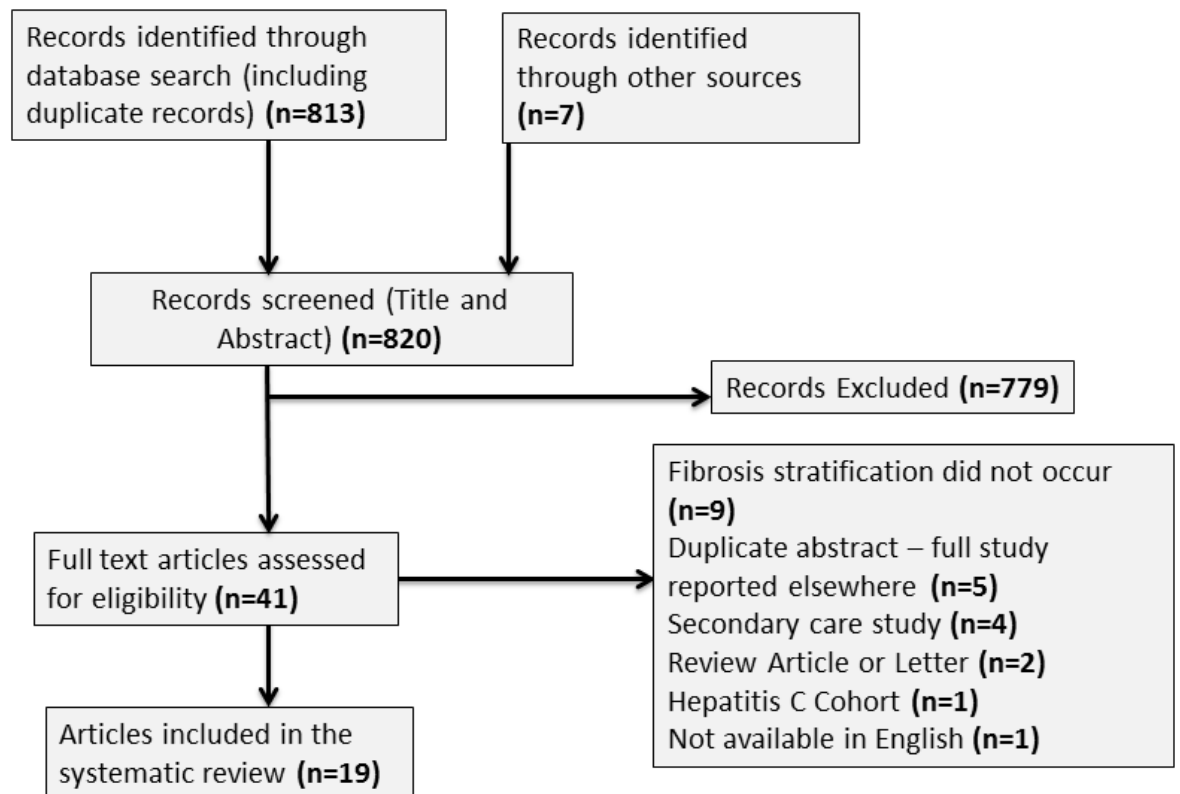 Records identified through
database search (including
duplicate records) (n=813)
Records identified
through other sources
(n=7)
Records screened (Title and
Abstract) (n=820)
Records Excluded (n=779)
Full text articles assessed
for eligibility (n=41)
Fibrosis stratification did not occur
(n=9)
Duplicate abstract – full study
reported elsewhere (n=5)
Secondary care study (n=4)
Review Article or Letter (n=2)
Hepatitis C Cohort (n=1)
Not available in English (n=1)
Articles included in the
systematic review (n=19)